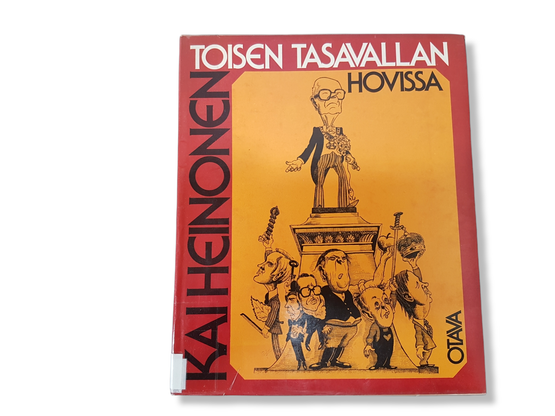 TOISEN TASAVALLAN
HOVISSA
KAI HEINONEN
OTAVA